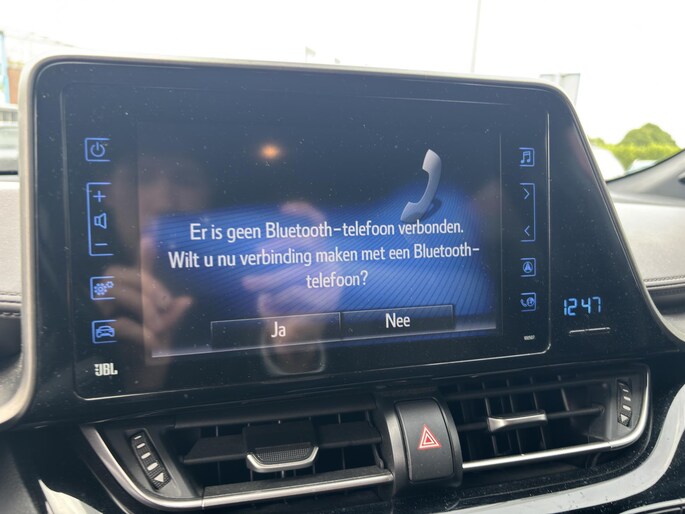 Er is geen Bluetooth-telefoon verbonden.
Wilt u nu verbinding maken met een Bluetooth-
telefoon?
Ja
Nee
12:47
JBL